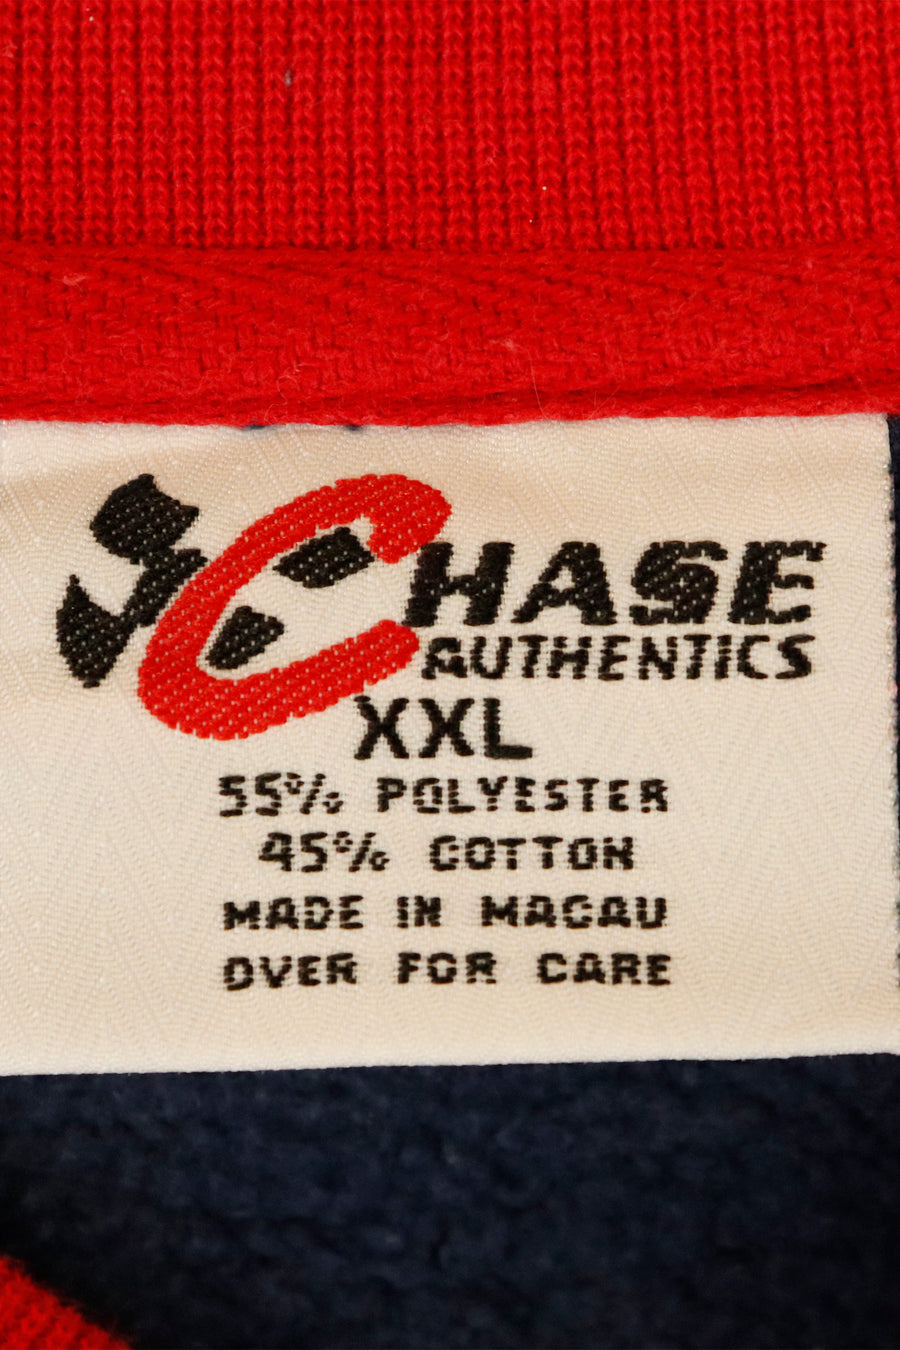 CHASE
AUTHENTICS
XXL
55% POLYESTER
45% COTTON
MADE IN MACAU
OVER FOR CARE